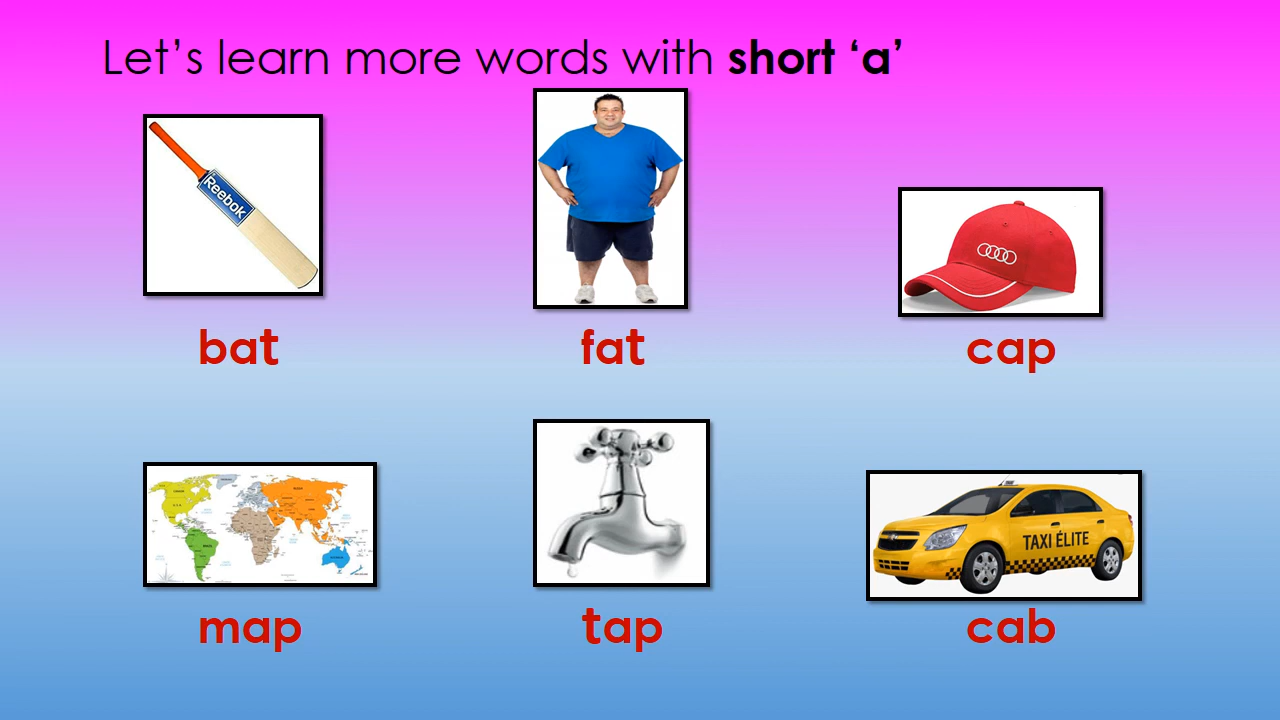 Let’s learn more words with short ‘a’
Reebok
bat
fat
cap
TAXI ÉLITE
map
tap
cab